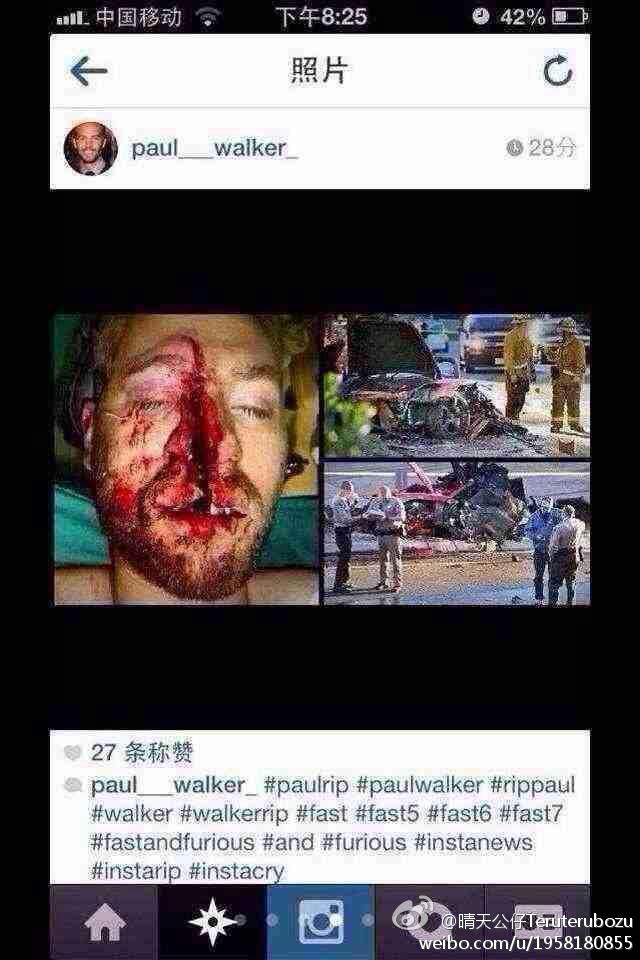 中国移动 下午8:25 42%
照片
paul___walker_ 28分
27 条称赞
paul___walker_ #paulrip #paulwalker #rippaul
#walker #walkerrip #fast #fast5 #fast6 #fast7
#fastandfurious #and #furious #instanews
#instarip #instacry
@晴天公仔Teruterubozu
weibo.com/u/1958180855